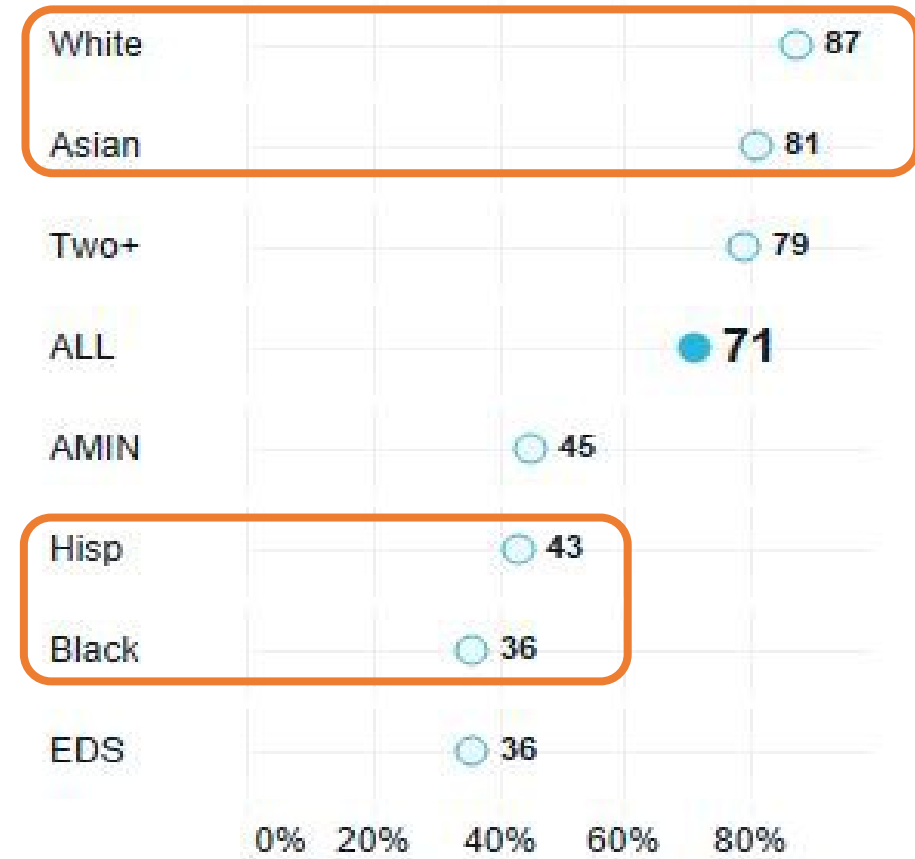 White 87
Asian 81
Two+ 79
ALL 71
AMIN 45
Hisp 43
Black 36
EDS 36
0% 20% 40% 60% 80%